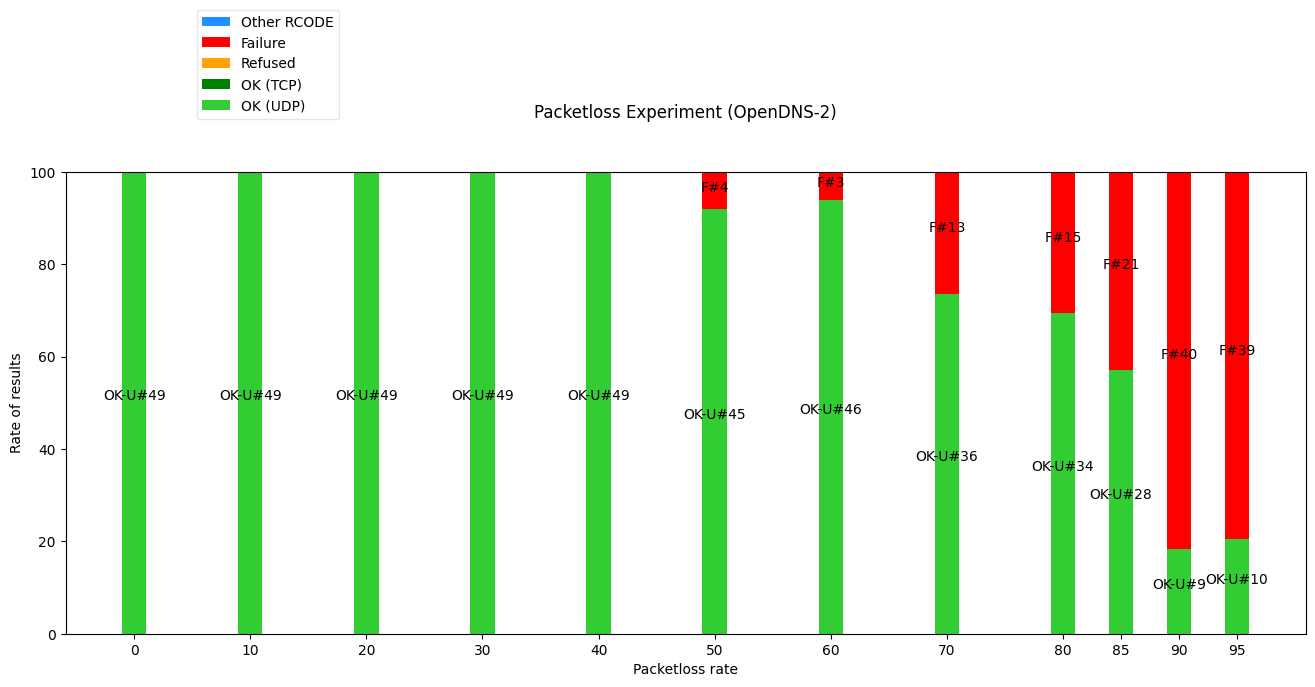 Other RCODE
Failure
Refused
OK (TCP)
OK (UDP)
Packetloss Experiment (OpenDNS-2)
Rate of results
100
80
60
40
20
0
OK-U#49
OK-U#49
OK-U#49
OK-U#49
OK-U#49
F#4
OK-U#45
F#3
OK-U#46
F#13
OK-U#36
F#15
OK-U#34
F#21
OK-U#28
F#40
OK-U#9
F#39
OK-U#10
0 10 20 30 40 50 60 70 80 85 90 95
Packetloss rate